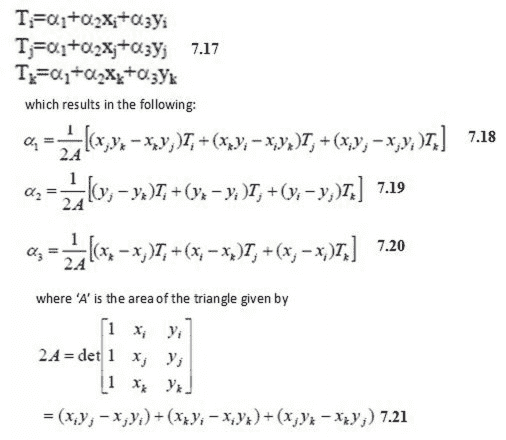 Tᵢ=α₁+α₂xᵢ+α₃yᵢ
Tⱼ=α₁+α₂xⱼ+α₃yⱼ 7.17
Tₖ=α₁+α₂xₖ+α₃yₖ
which results in the following:
α₁ = 1/2A [(xⱼyₖ − xₖyⱼ)Tᵢ + (xₖyᵢ − xᵢyₖ)Tⱼ + (xᵢyⱼ − xⱼyᵢ)Tₖ] 7.18
α₂ = 1/2A [(yⱼ − yₖ)Tᵢ + (yₖ − yᵢ)Tⱼ + (yᵢ − yⱼ)Tₖ] 7.19
α₃ = 1/2A [(xₖ − xⱼ)Tᵢ + (xᵢ − xₖ)Tⱼ + (xⱼ − xᵢ)Tₖ] 7.20
where 'A' is the area of the triangle given by
1 xᵢ yᵢ
2A = det 1 xⱼ yⱼ
1 xₖ yₖ
= (xᵢyⱼ − xⱼyᵢ) + (xₖyᵢ − xᵢyₖ) + (xⱼyₖ − xₖyⱼ) 7.21